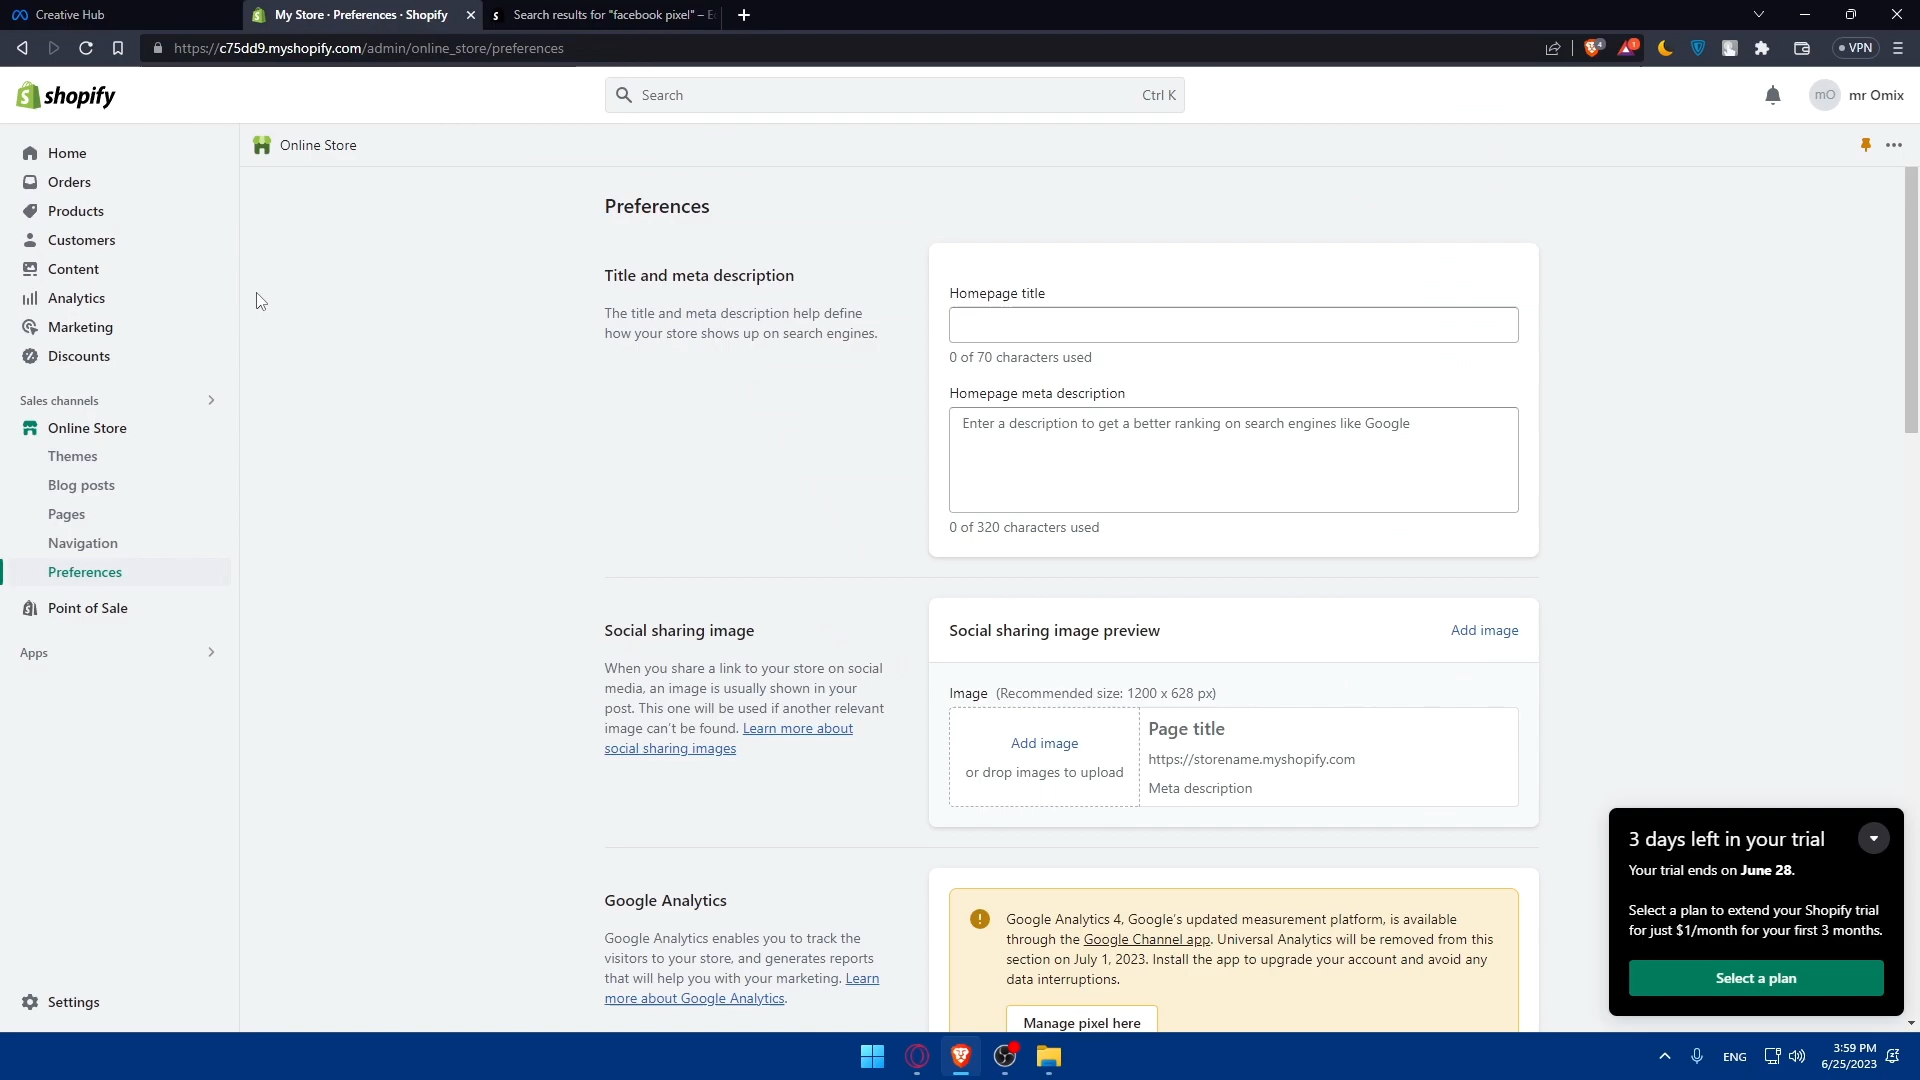 Creative Hub
My Store · Preferences · Shopify
Search results for "facebook pixel" –
https://c75dd9.myshopify.com/admin/online_store/preferences
4
1
VPN
shopify
Search
Ctrl K
mO
mr Omix
Home
Orders
Products
Customers
Content
Analytics
Marketing
Discounts
Sales channels
Online Store
Themes
Blog posts
Pages
Navigation
Preferences
Point of Sale
Apps
Settings
Online Store
Preferences
Title and meta description
The title and meta description help define
how your store shows up on search engines.
Homepage title
0 of 70 characters used
Homepage meta description
Enter a description to get a better ranking on search engines like Google
0 of 320 characters used
Social sharing image
When you share a link to your store on social
media, an image is usually shown in your
post. This one will be used if another relevant
image can't be found. Learn more about
social sharing images
Social sharing image preview
Add image
Image (Recommended size: 1200 x 628 px)
Add image
or drop images to upload
Page title
https://storename.myshopify.com
Meta description
Google Analytics
Google Analytics enables you to track the
visitors to your store, and generates reports
that will help you with your marketing. Learn
more about Google Analytics.
Google Analytics 4, Google's updated measurement platform, is available
through the Google Channel app. Universal Analytics will be removed from this
section on July 1, 2023. Install the app to upgrade your account and avoid any
data interruptions.
Manage pixel here
3 days left in your trial
Your trial ends on June 28.
Select a plan to extend your Shopify trial
for just $1/month for your first 3 months.
Select a plan
ENG
3:59 PM
6/25/2023